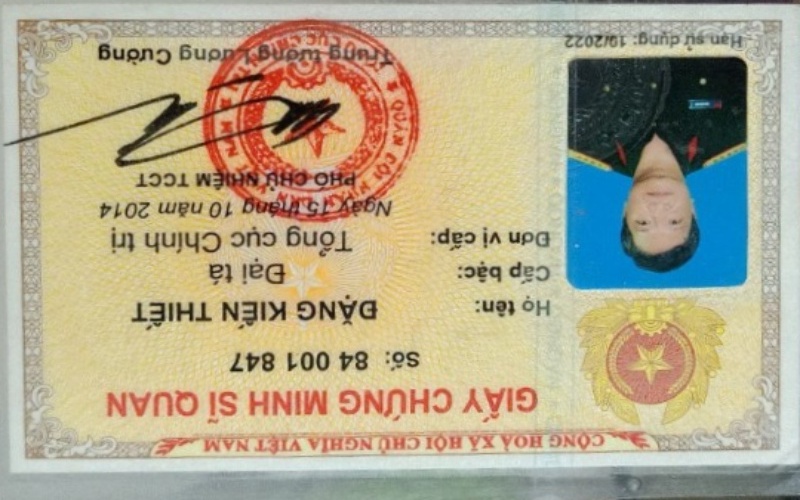 CỘNG HOÀ XÃ HỘI CHỦ NGHĨA VIỆT NAM
GIẤY CHỨNG MINH SĨ QUAN
Số: 84 001 847
Họ tên: ĐẶNG KIẾN THIẾT
Cấp bậc: Đại tá
Đơn vị cấp: Tổng cục Chính trị
Ngày 15 tháng 10 năm 2014
PHÓ CHỦ NHIỆM TCCT
Trung tướng Lương Cường
Hạn sử dụng: 10/2022